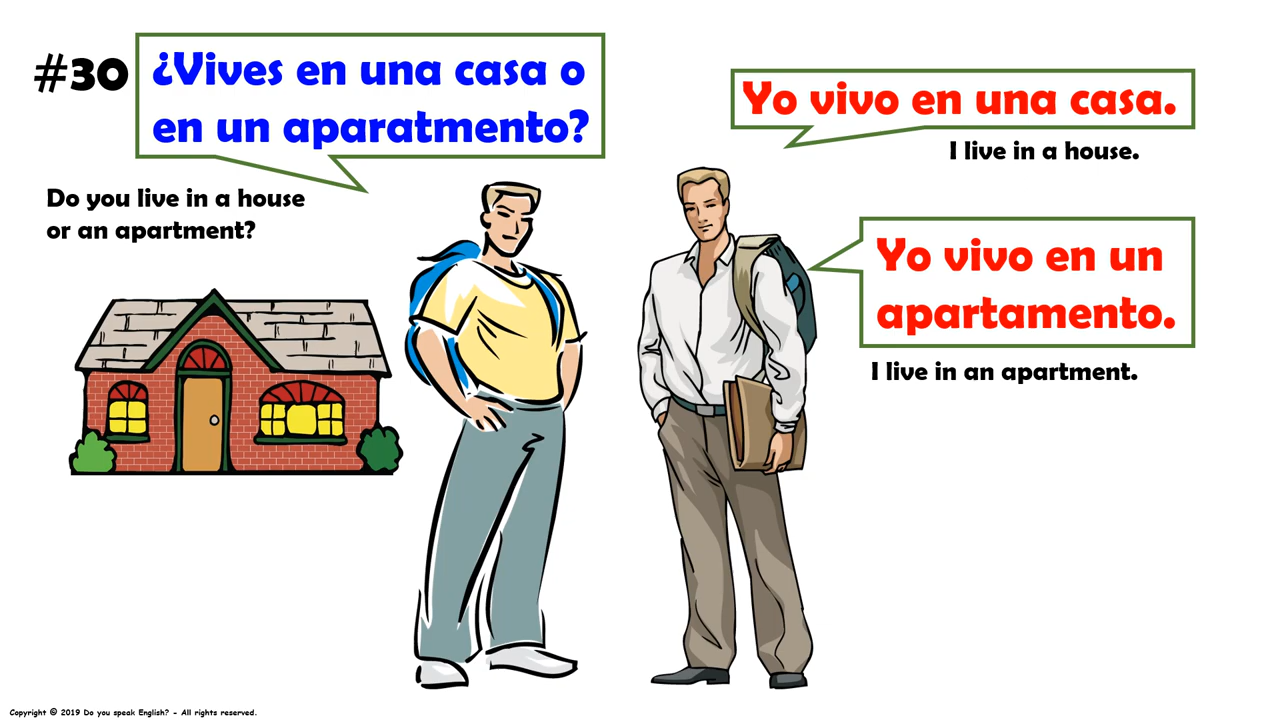 #30
¿Vives en una casa o
en un aparatmento?
Do you live in a house
or an apartment?
Yo vivo en una casa.
I live in a house.
Yo vivo en un
apartamento.
I live in an apartment.
Copyright © 2019 Do you speak English? - All rights reserved.